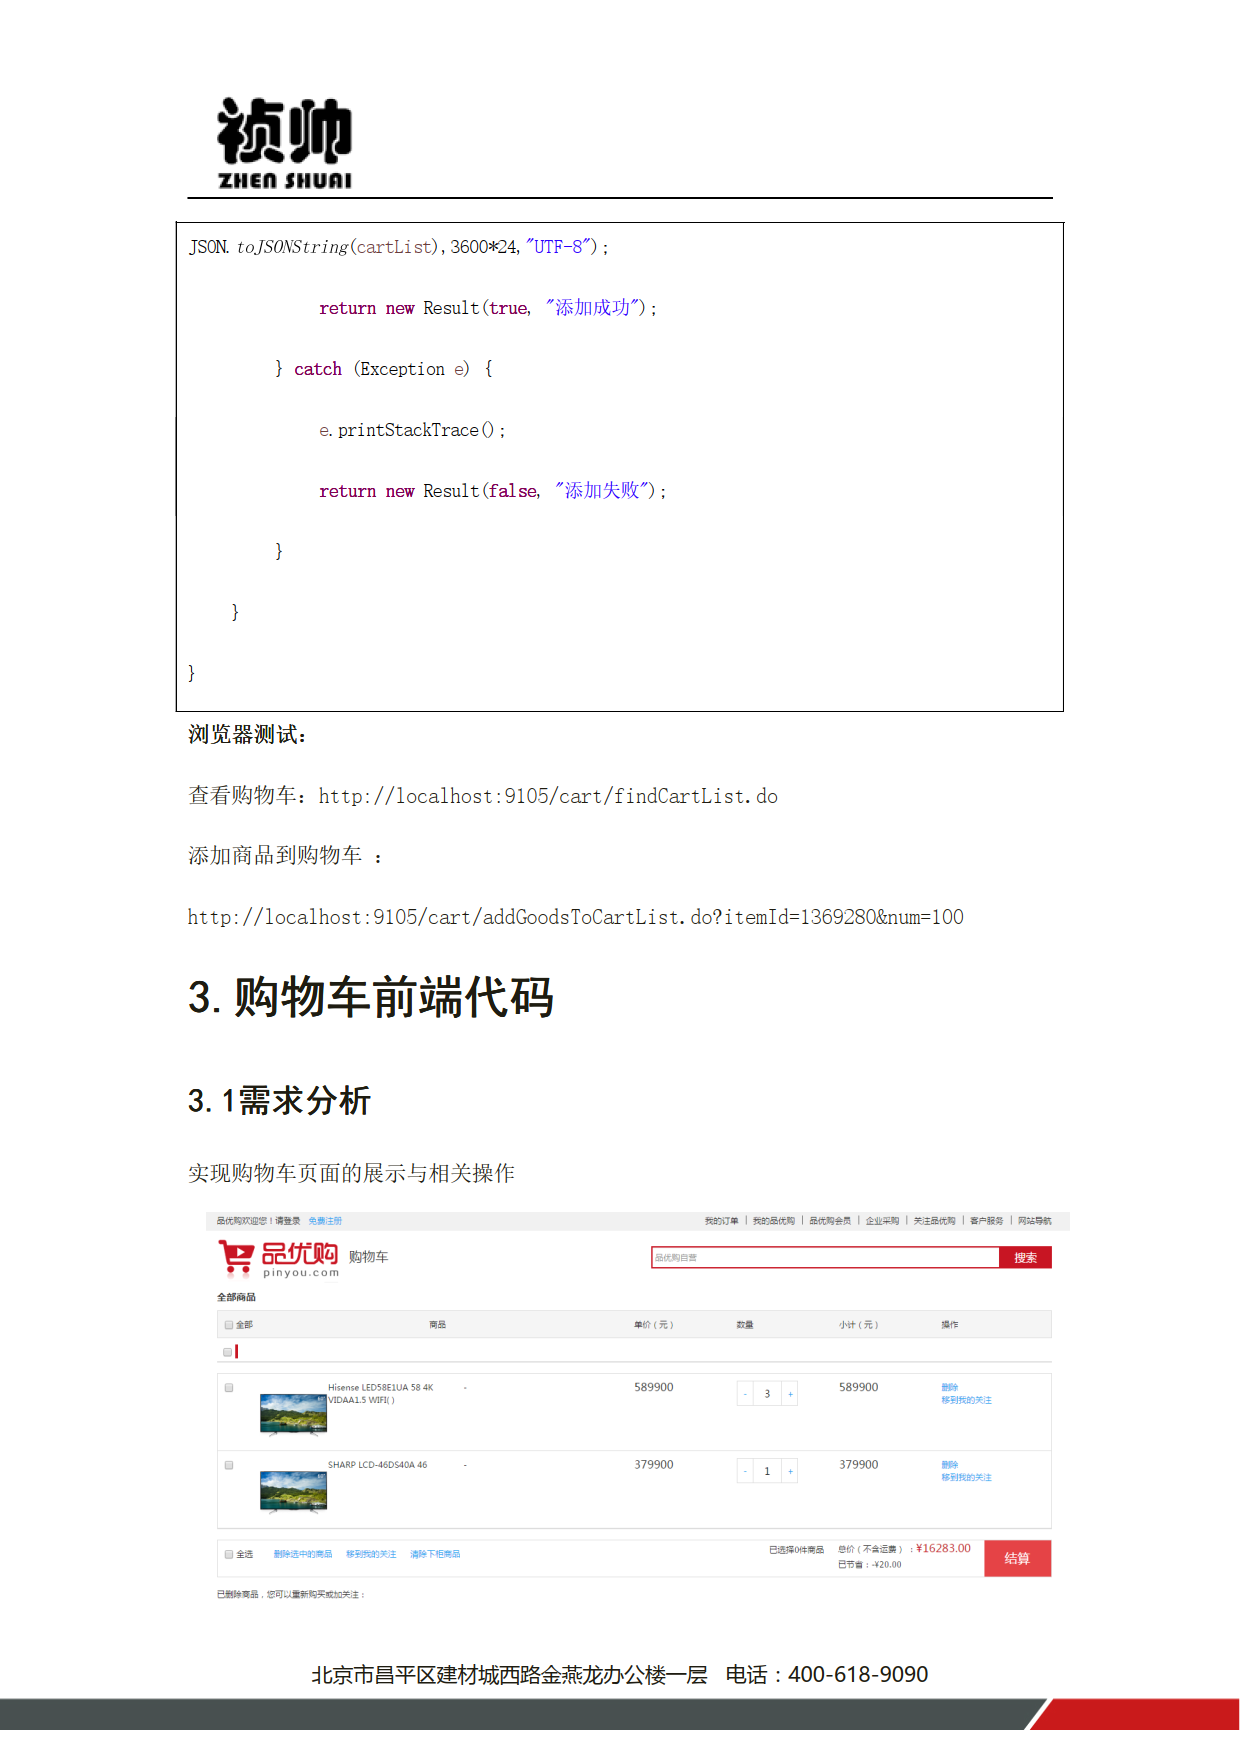 祯帅
ZHEN SHUAI
JSON.toJSONString(cartList),3600*24,"UTF-8");
return new Result(true, "添加成功");
} catch (Exception e) {
e.printStackTrace();
return new Result(false, "添加失败");
}
}
}
浏览器测试：
查看购物车：http://localhost:9105/cart/findCartList.do
添加商品到购物车 ：
http://localhost:9105/cart/addGoodsToCartList.do?itemId=1369280&num=100
3.购物车前端代码
3.1需求分析
实现购物车页面的展示与相关操作
品优购欢迎您！请登录 免费注册 我的订单 | 我的品优购 | 品优购会员 | 企业采购 | 关注品优购 | 客户服务 | 网站导航
品优购 购物车 品优购自营 搜索
pinyou.com
全部商品
全部 商品 单价（元） 数量 小计（元） 操作
Hisense LED58E1UA 58 4K - 589900 - 3 + 589900 删除
VIDAA1.5 WIFI( ) 移到我的关注
SHARP LCD-46DS40A 46 - 379900 - 1 + 379900 删除
移到我的关注
全选 删除选中的商品 移到我的关注 清除下柜商品 已选择0件商品 总价（不含运费）：¥16283.00 结算
已节省：-¥20.00
已删除商品，您可以重新购买或加关注：
北京市昌平区建材城西路金燕龙办公楼一层 电话：400-618-9090